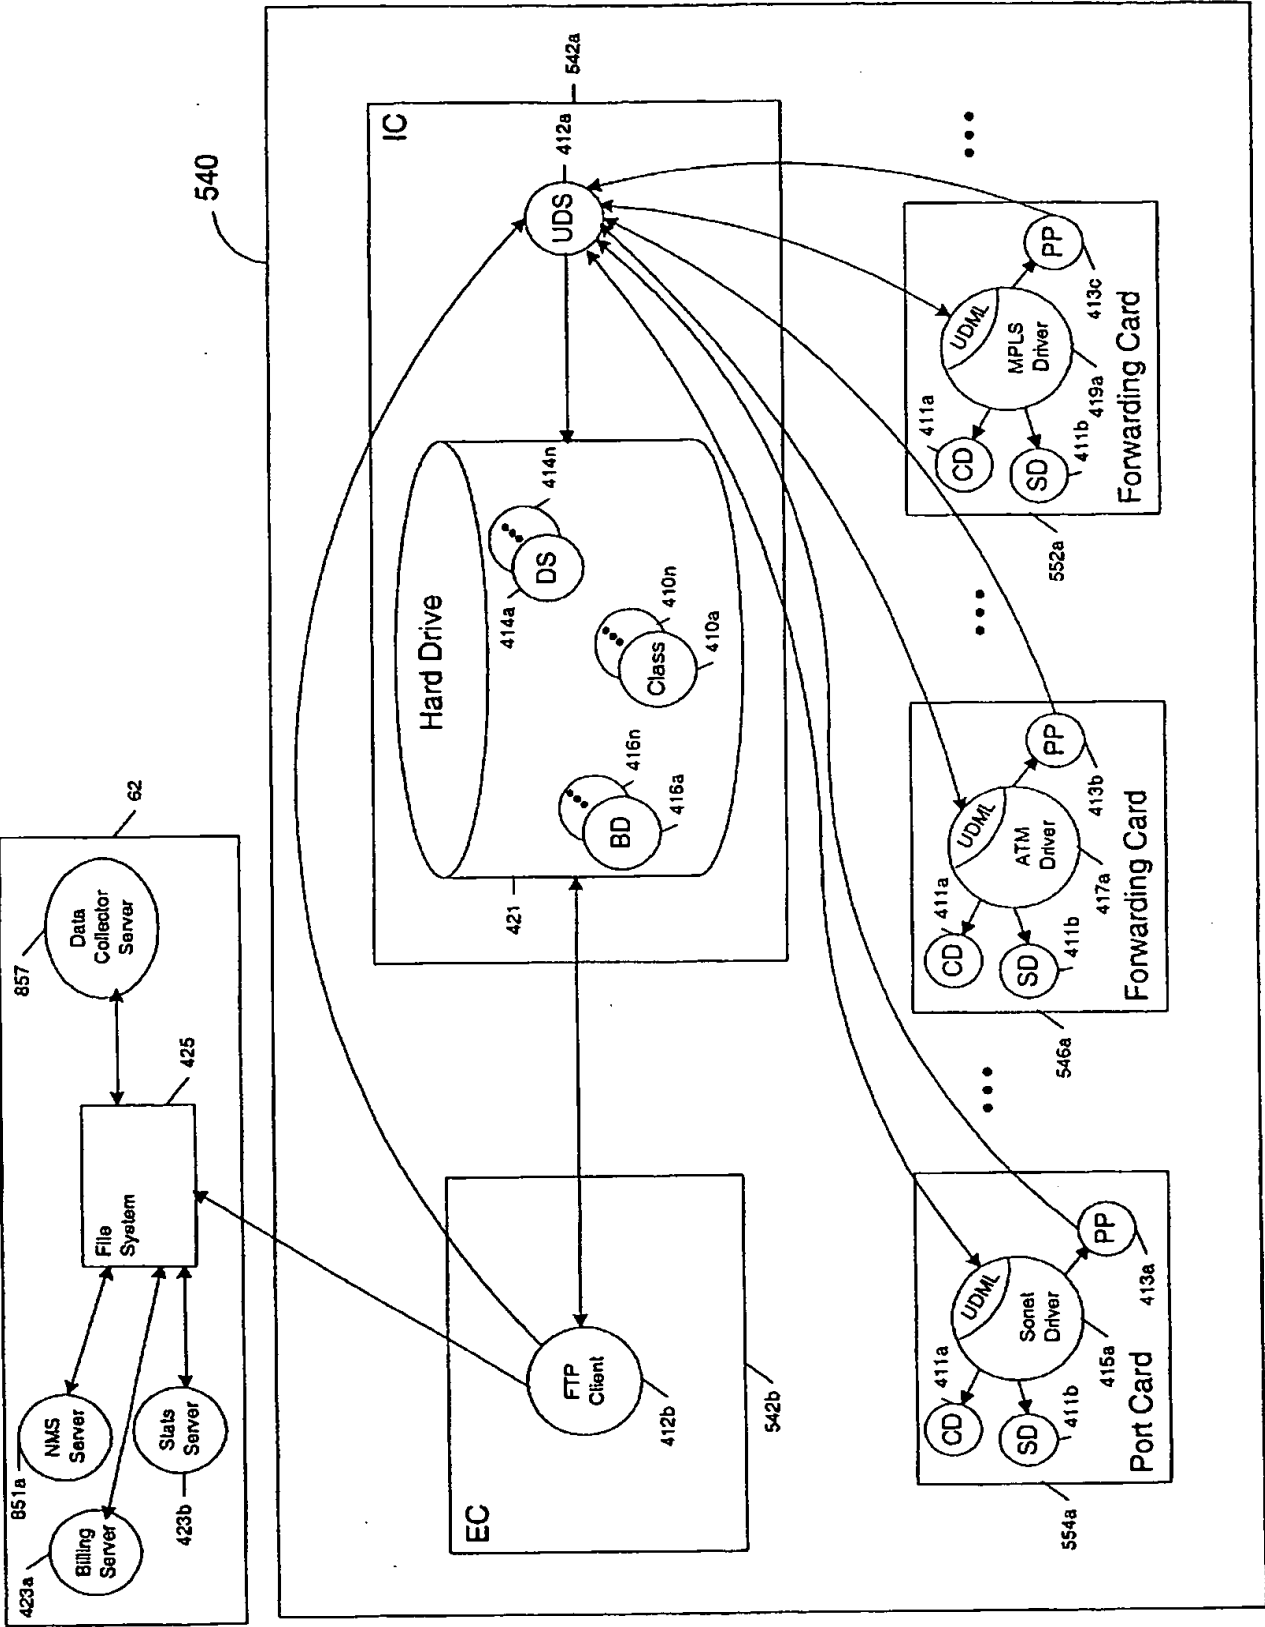 857
Data
Collector
Server
62
425
File
System
851a
NMS
Server
423a
Billing
Server
Stats
Server
423b
540
IC
542a
UDS
412a
Hard Drive
421
DS
414a
414n
Class
410n
410a
BD
416n
416a
EC
FTP
Client
412b
542b
Port Card
554a
CD
411a
SD
411b
UDML
Sonet
Driver
415a
PP
413a
Forwarding Card
546a
CD
411a
SD
411b
UDML
ATM
Driver
417a
PP
413b
Forwarding Card
552a
CD
411a
SD
411b
UDML
MPLS
Driver
419a
PP
413c